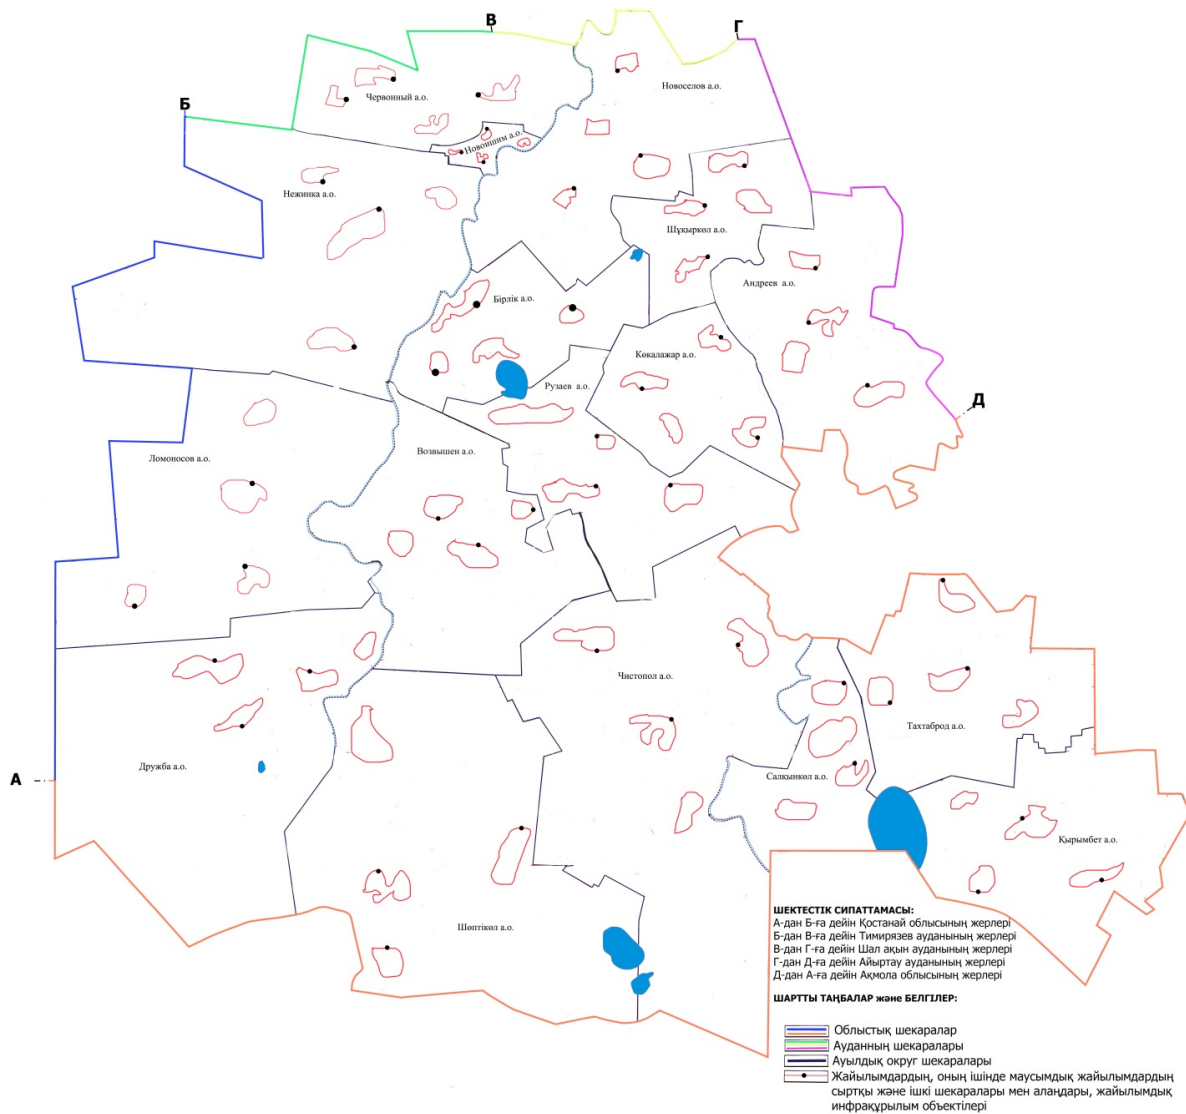 В
Г
Новоселов а.о.
Червонный а.о.
Б
Новоишим а.о.
Нежинка а.о.
Шұқыркөл а.о.
Андреев а.о.
Бірлік а.о.
Көкалажар а.о.
Рузаев а.о.
Д
Возвышен а.о.
Ломоносов а.о.
Чистопол а.о.
Тахтаброд а.о.
Дружба а.о.
Салқынкөл а.о.
А
Қырымбет а.о.
Шөптікөл а.о.
ШЕКТЕСТІК СИПАТТАМАСЫ:
А-дан Б-ға дейін Қостанай облысының жерлері
Б-дан В-ға дейін Тимирязев ауданының жерлері
В-дан Г-ға дейін Шал ақын ауданының жерлері
Г-дан Д-ға дейін Айыртау ауданының жерлері
Д-дан А-ға дейін Ақмола облысының жерлері
ШАРТТЫ ТАҢБАЛАР және БЕЛГІЛЕР:
Облыстық шекаралар
Ауданның шекаралары
Ауылдық округ шекаралары
Жайылымдардың, оның ішінде маусымдық жайылымдардың
сыртқы және ішкі шекаралары мен алаңдары, жайылымдық
инфрақұрылым объектілері